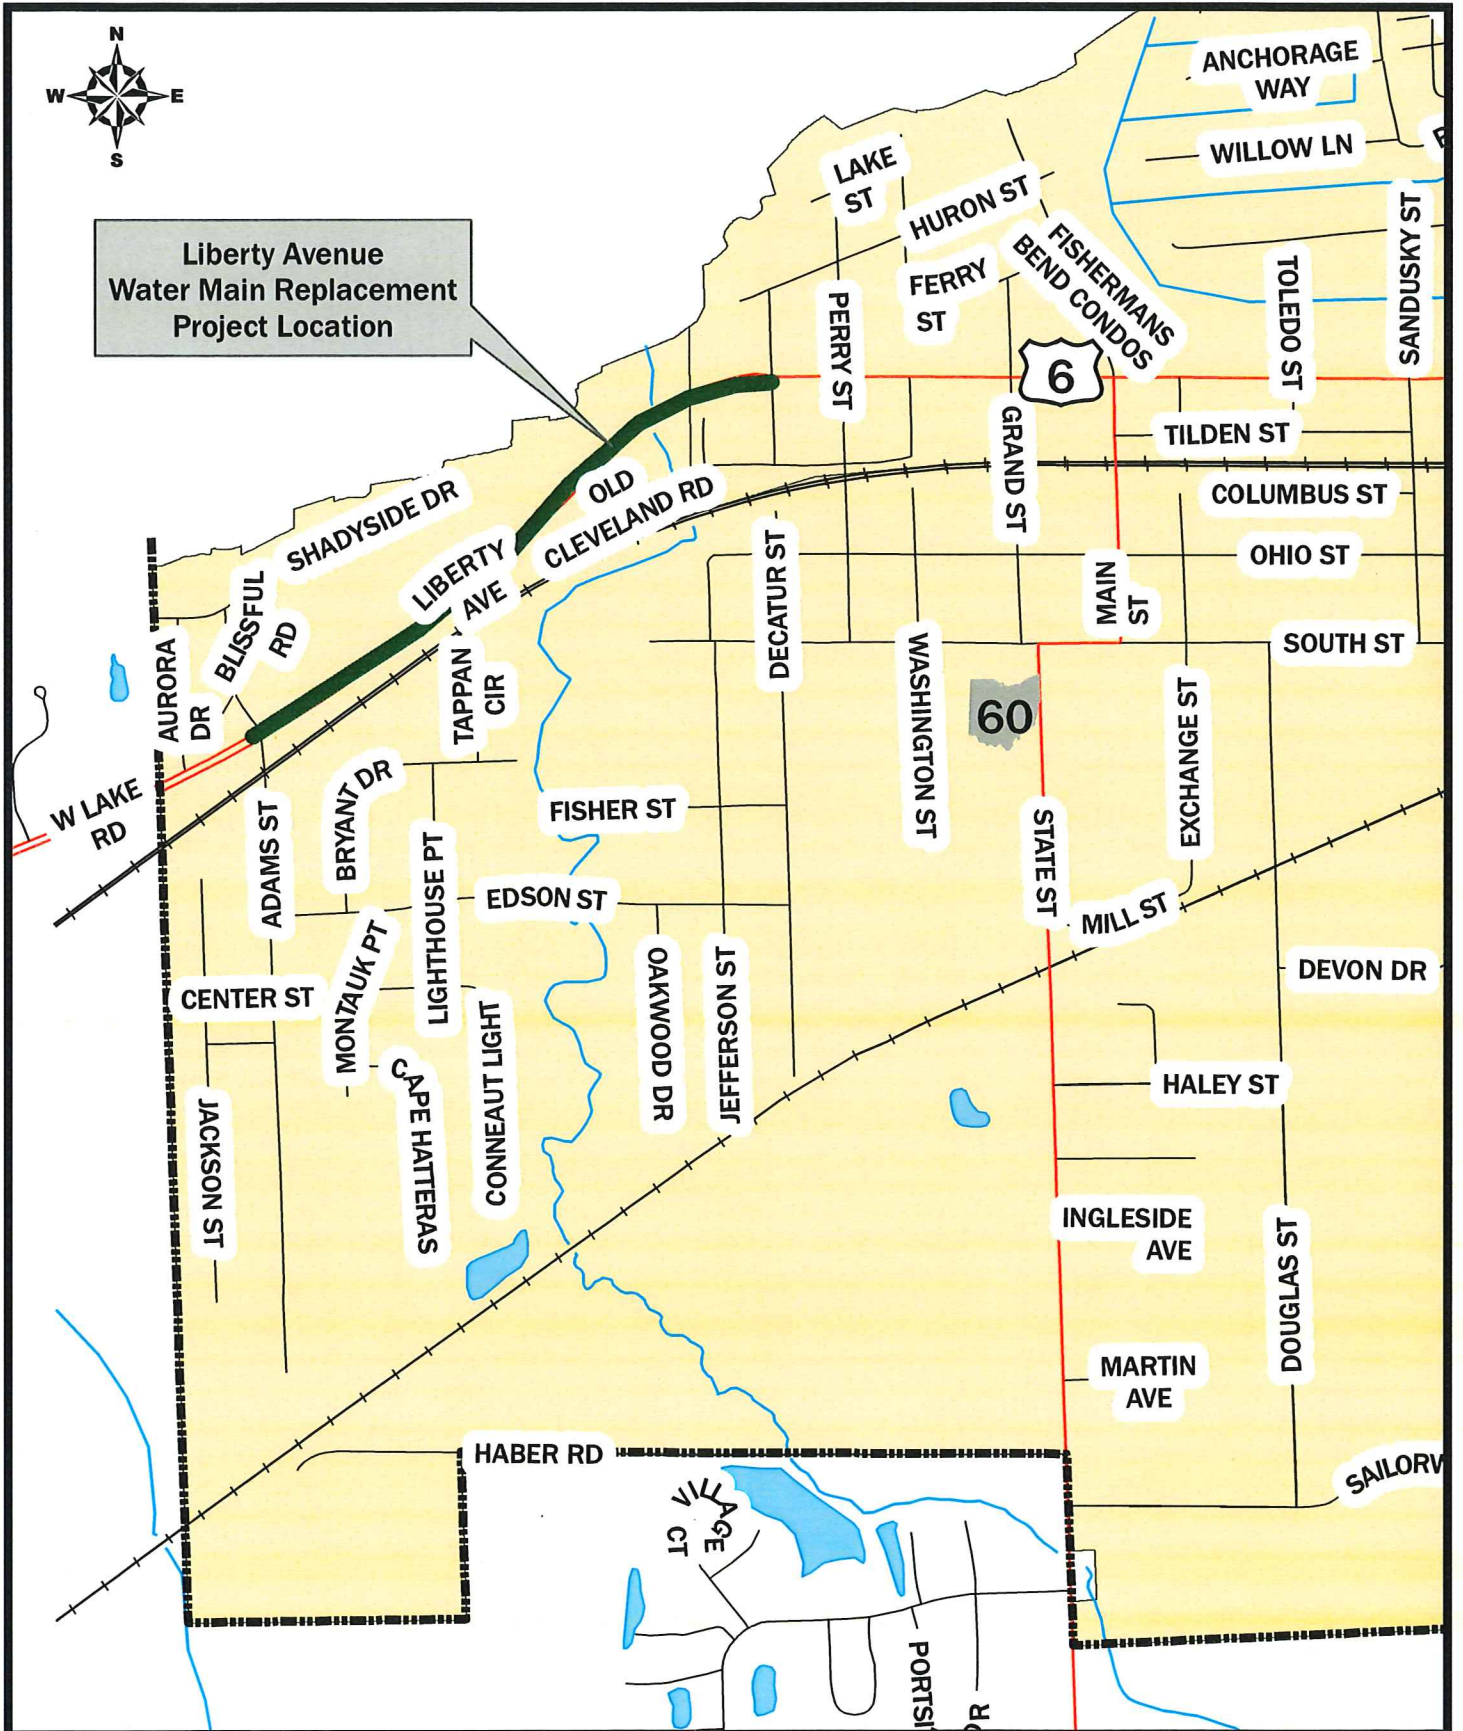 N
W
E
S
ANCHORAGE
WAY
WILLOW LN
LAKE
ST
HURON ST
SANDUSKY ST
Liberty Avenue
Water Main Replacement
Project Location
FERRY
ST
FISHERMANS
BEND CONDOS
TOLEDO ST
PERRY ST
6
GRAND ST
TILDEN ST
OLD
CLEVELAND RD
COLUMBUS ST
SHADYSIDE DR
LIBERTY
AVE
OHIO ST
DECATUR ST
MAIN
ST
BLISSFUL
RD
AURORA
DR
TAPPAN
CIR
WASHINGTON ST
SOUTH ST
60
EXCHANGE ST
W LAKE
RD
BRYANT DR
FISHER ST
STATE ST
ADAMS ST
LIGHTHOUSE PT
EDSON ST
MILL ST
MONTAUK PT
OAKWOOD DR
JEFFERSON ST
DEVON DR
CENTER ST
CONNEAUT LIGHT
CAPE HATTERAS
HALEY ST
JACKSON ST
INGLESIDE
AVE
DOUGLAS ST
MARTIN
AVE
HABER RD
SAILORW
VILLAGE
CT
PORTSI
DR